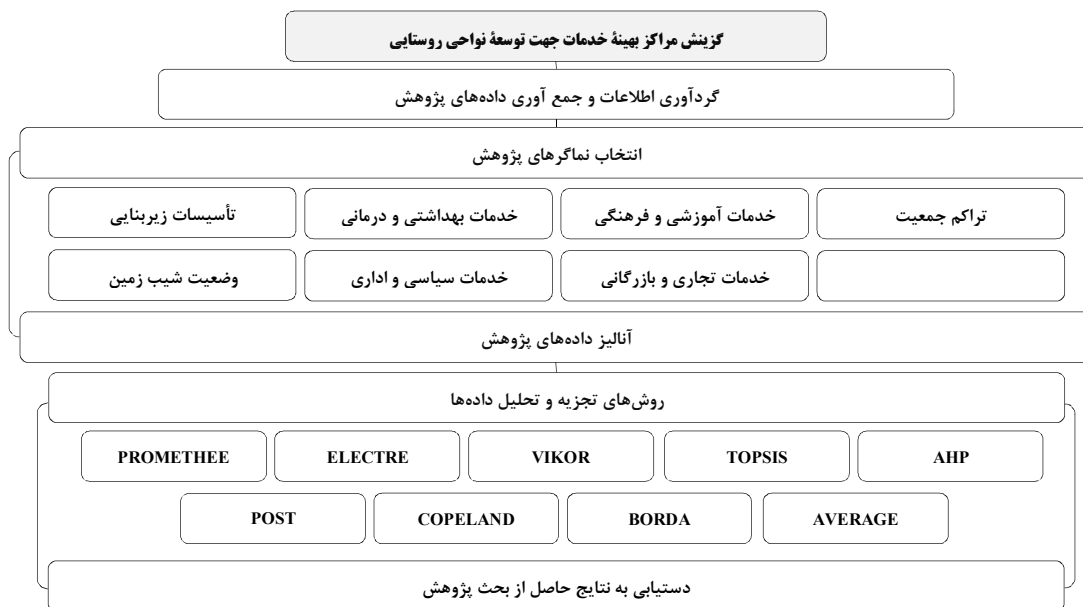 گزینش مراکز بهینهٔ خدمات جهت توسعهٔ نواحی روستایی
گردآوری اطلاعات و جمع آوری داده‌های پژوهش
انتخاب نماگرهای پژوهش
تراکم جمعیت
خدمات آموزشی و فرهنگی
خدمات بهداشتی و درمانی
تأسیسات زیربنایی
خدمات تجاری و بازرگانی
خدمات سیاسی و اداری
وضعیت شیب زمین
آنالیز داده‌های پژوهش
روش‌های تجزیه و تحلیل داده‌ها
AHP
TOPSIS
VIKOR
ELECTRE
PROMETHEE
AVERAGE
BORDA
COPELAND
POST
دستیابی به نتایج حاصل از بحث پژوهش